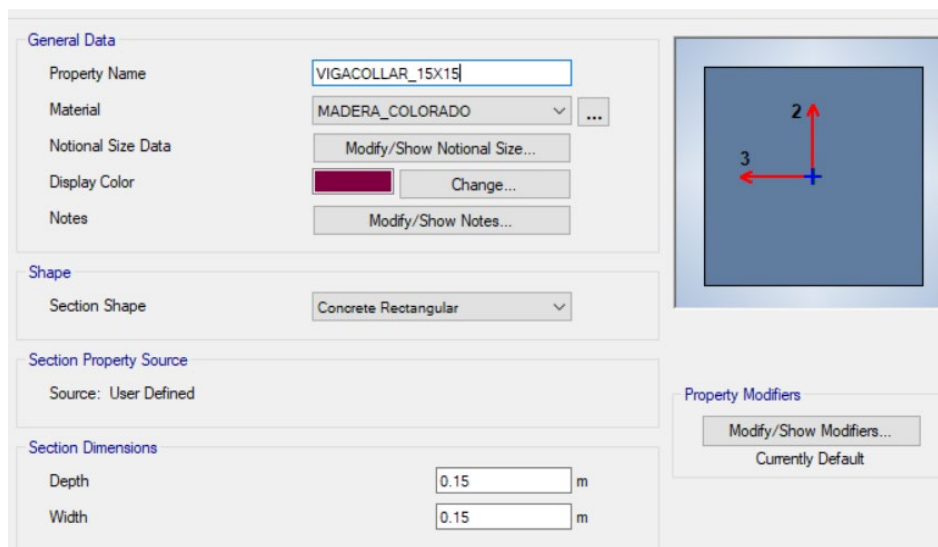 General Data
Property Name VIGACOLLAR_15X15
Material MADERA_COLORADO ...
Notional Size Data Modify/Show Notional Size...
Display Color Change...
Notes Modify/Show Notes...
2
3
Shape
Section Shape Concrete Rectangular
Section Property Source
Source: User Defined
Property Modifiers
Modify/Show Modifiers...
Currently Default
Section Dimensions
Depth 0.15 m
Width 0.15 m